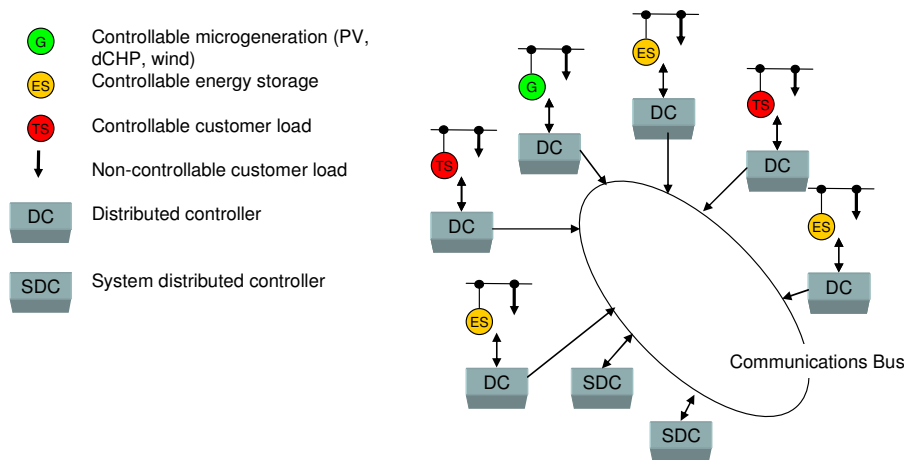 G
Controllable microgeneration (PV,
dCHP, wind)
ES
Controllable energy storage
TS
Controllable customer load
Non-controllable customer load
DC
Distributed controller
SDC
System distributed controller
ES
DC
G
DC
TS
DC
TS
DC
ES
DC
ES
DC
SDC
SDC
Communications Bus